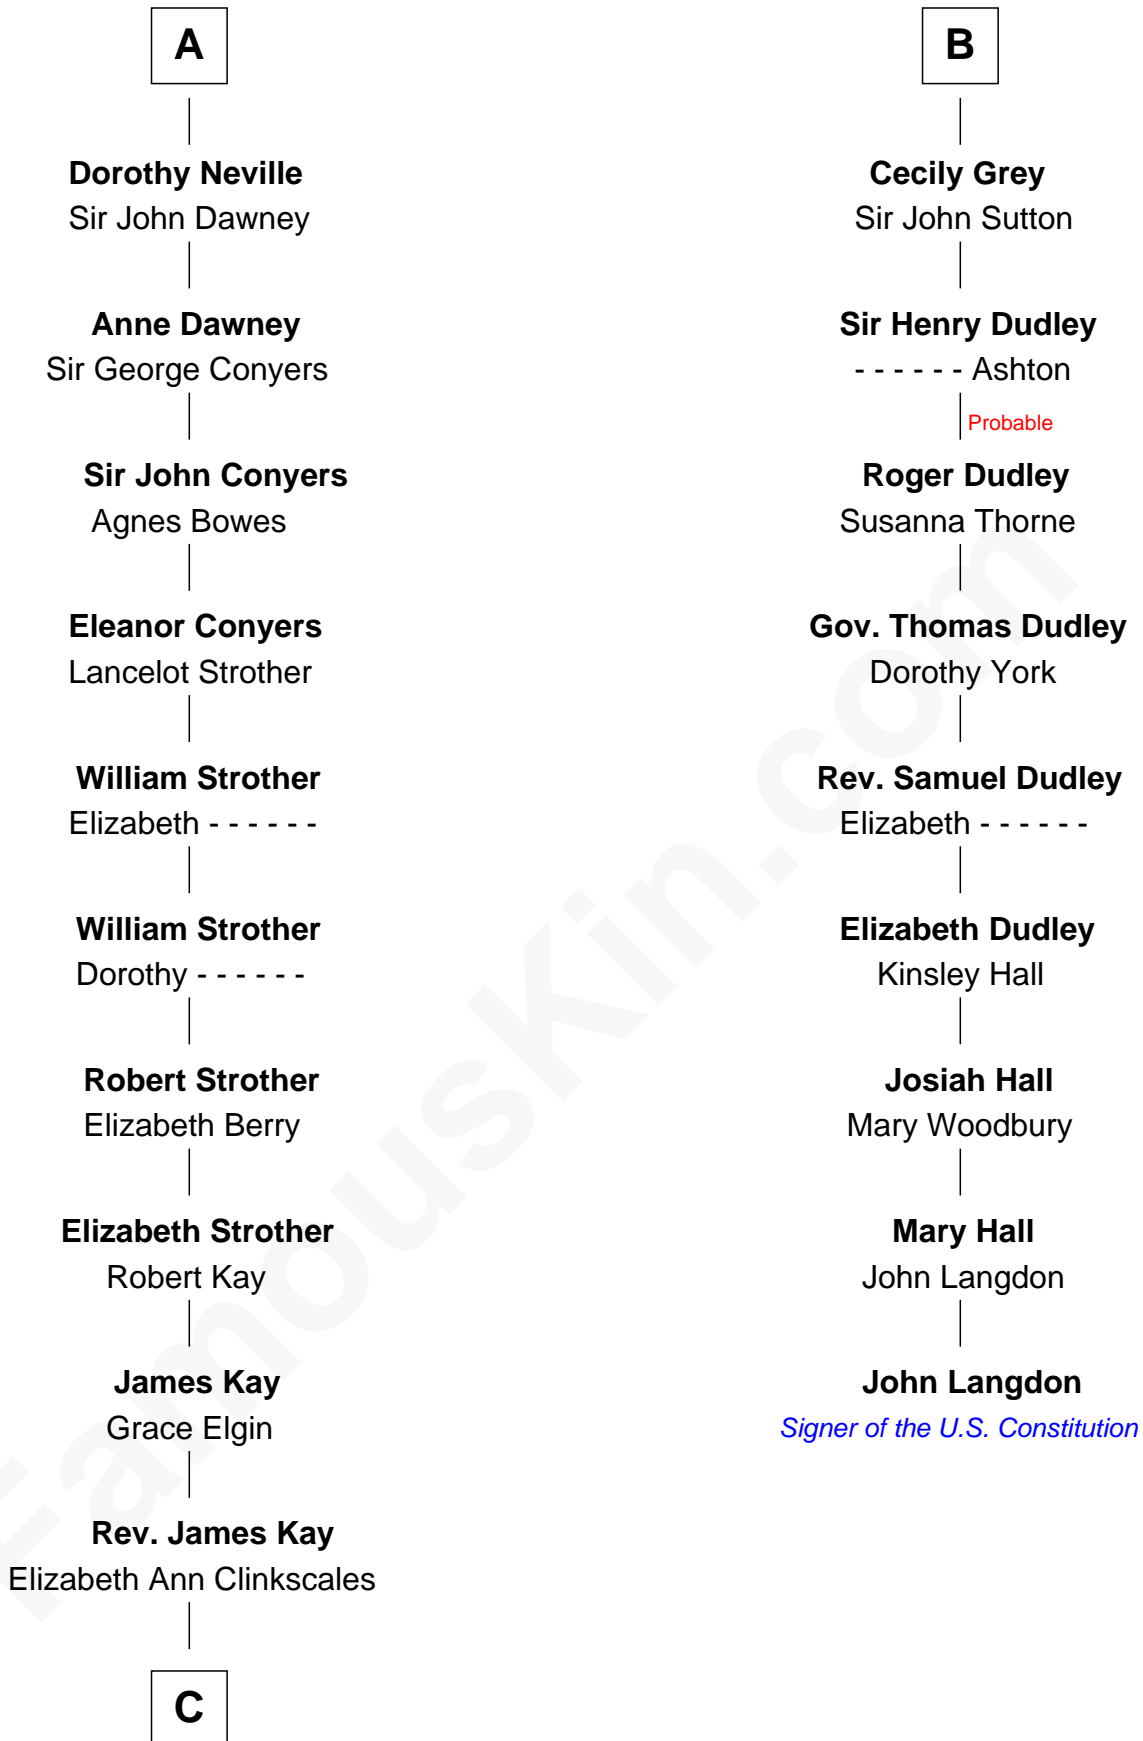 A
Dorothy Neville
Sir John Dawney
Anne Dawney
Sir George Conyers
Sir John Conyers
Agnes Bowes
Eleanor Conyers
Lancelot Strother
William Strother
Elizabeth - - - - - -
William Strother
Dorothy - - - - - -
Robert Strother
Elizabeth Berry
Elizabeth Strother
Robert Kay
James Kay
Grace Elgin
Rev. James Kay
Elizabeth Ann Clinkscales
C
B
Cecily Grey
Sir John Sutton
Sir Henry Dudley
- - - - - - Ashton
Probable
Roger Dudley
Susanna Thorne
Gov. Thomas Dudley
Dorothy York
Rev. Samuel Dudley
Elizabeth - - - - - -
Elizabeth Dudley
Kinsley Hall
Josiah Hall
Mary Woodbury
Mary Hall
John Langdon
John Langdon
Signer of the U.S. Constitution
FamousKin.com